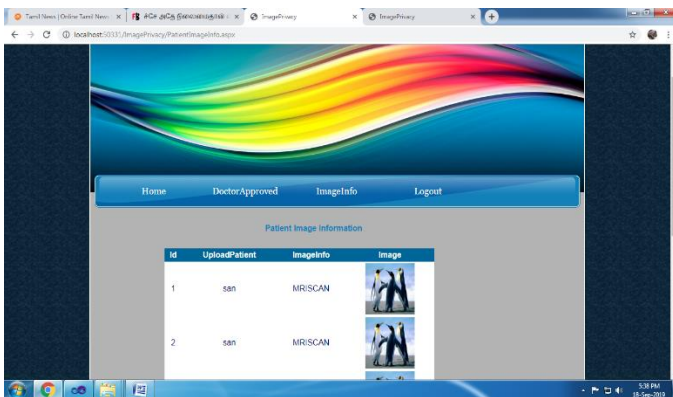 Tamil News | Online Tamil News
ImagePrivacy
ImagePrivacy
localhost:50335/ImagePrivacy/PatientImageInfo.aspx
Home DoctorApproved ImageInfo Logout
Patient Image Information
Id UploadPatient ImageInfo Image
1 san MRISCAN
2 san MRISCAN
5:38 PM
18-Sep-2019